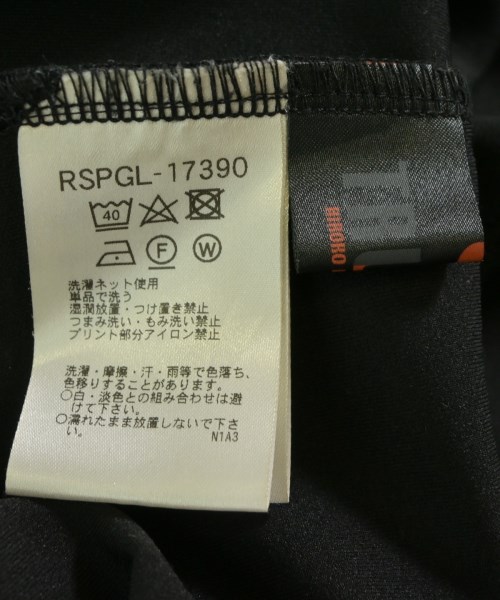 RSPGL-17390
40
F W
洗濯ネット使用
単品で洗う
湿潤放置・つけ置き禁止
つまみ洗い・もみ洗い禁止
プリント部分アイロン禁止
洗濯・摩擦・汗・雨等で色落ち、
色移りすることがあります。
○白・淡色との組み合わせは避
けて下さい。
○濡れたまま放置しないで下さ
い。
N1A3
HIROKO